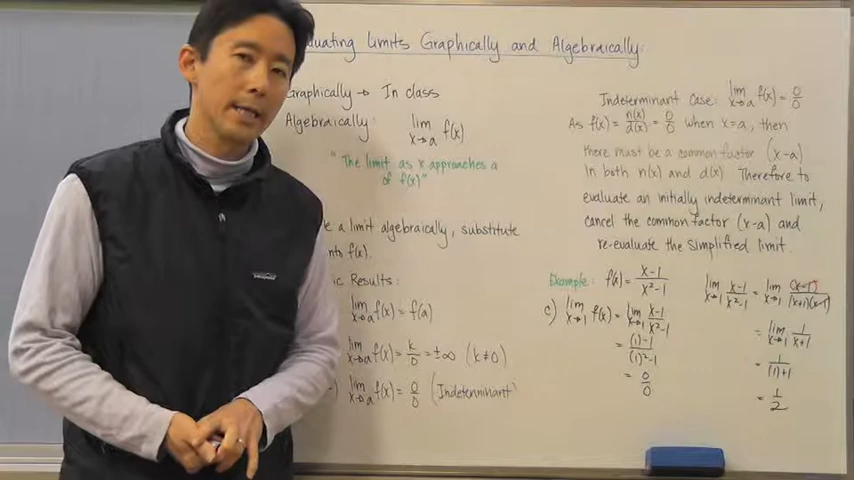 Limits Graphically and Algebraically:
Graphically → In class
Algebraically: lim x→a f(x)
"The limit as x approaches a
of f(x)"
a limit algebraically, substitute
into f(x).
Results:
lim x→a f(x) = f(a)
lim x→a f(x) = k/0 = ±∞ (k≠0)
lim x→a f(x) = 0/0 (Indeterminant)
Indeterminant Case: lim x→a f(x) = 0/0
As f(x) = n(x)/d(x) = 0/0 when x=a, then
there must be a common factor (x-a)
in both n(x) and d(x). Therefore to
evaluate an initially indeterminant limit,
cancel the common factor (x-a) and
re-evaluate the simplified limit.
Example: f(x) = x-1/x²-1
c) lim x→1 f(x) = lim x→1 x-1/x²-1
= (1)-1/(1)²-1
= 0/0
lim x→1 x-1/x²-1 = lim x→1 (x-1)/(x+1)(x-1)
= lim x→1 1/x+1
= 1/(1)+1
= 1/2